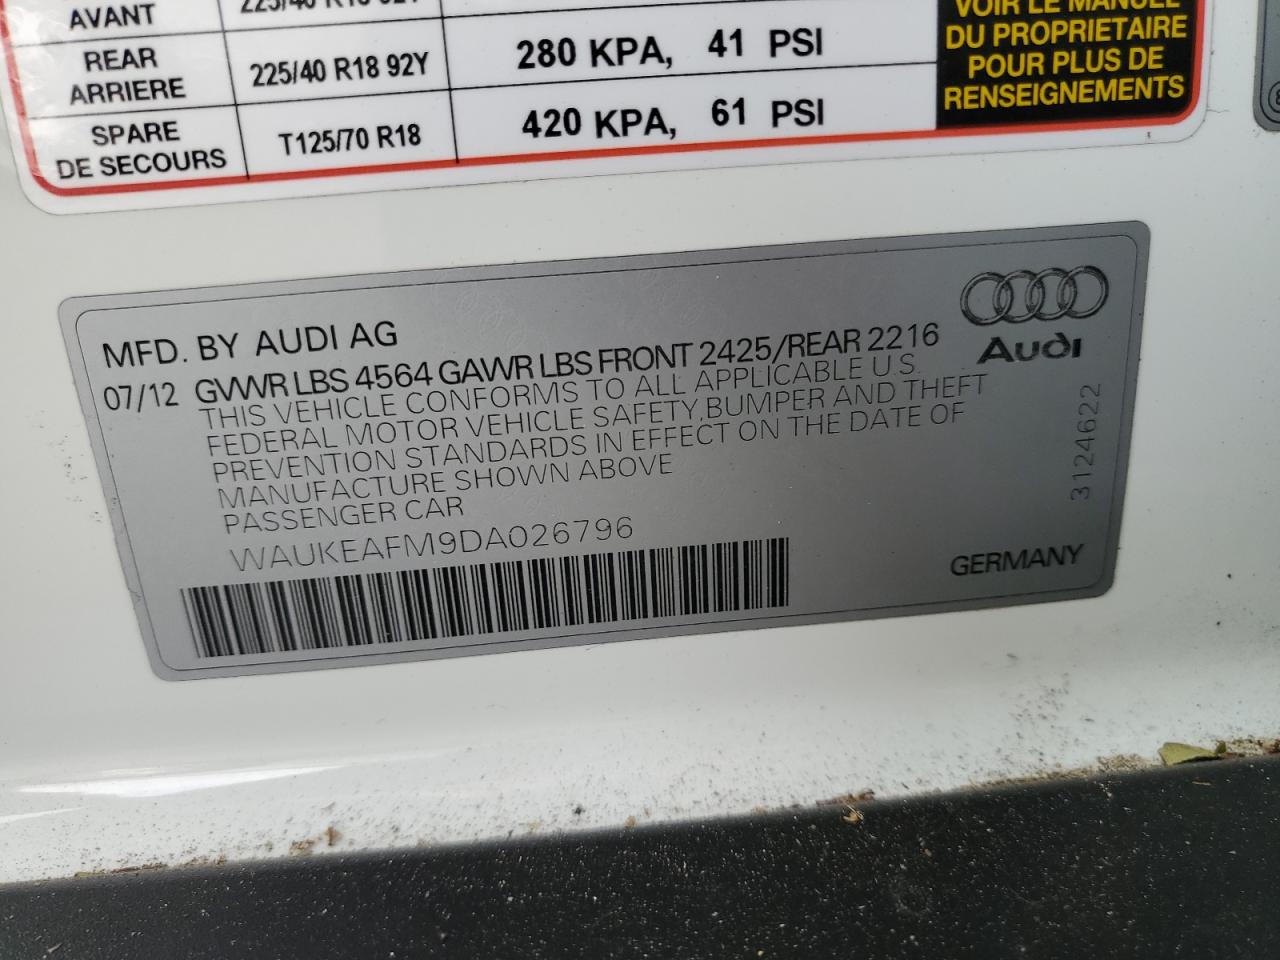 AVANT
REAR
ARRIERE
225/40 R18 92Y
280 KPA, 41 PSI
SPARE
DE SECOURS
T125/70 R18
420 KPA, 61 PSI
VOIR LE MANUEL
DU PROPRIETAIRE
POUR PLUS DE
RENSEIGNEMENTS
MFD. BY AUDI AG
07/12 GVWR LBS 4564 GAWR LBS FRONT 2425/REAR 2216
THIS VEHICLE CONFORMS TO ALL APPLICABLE U.S.
FEDERAL MOTOR VEHICLE SAFETY,BUMPER AND THEFT
PREVENTION STANDARDS IN EFFECT ON THE DATE OF
MANUFACTURE SHOWN ABOVE
PASSENGER CAR
WAUKEAFM9DA026796
Audi
3124622
GERMANY